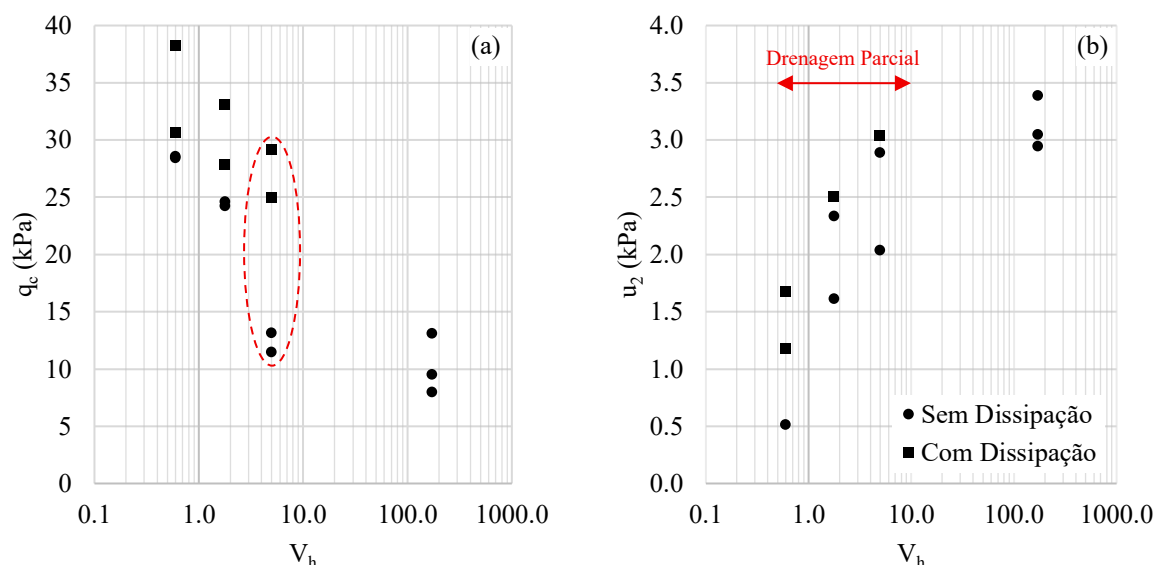 (a)
40
35
30
25
20
15
10
5
0
q_c (kPa)
0.1 1.0 10.0 100.0 1000.0
V_h
(b)
Drenagem Parcial
4.0
3.5
3.0
2.5
2.0
1.5
1.0
0.5
0.0
u_2 (kPa)
Sem Dissipação
Com Dissipação
0.1 1.0 10.0 100.0 1000.0
V_h